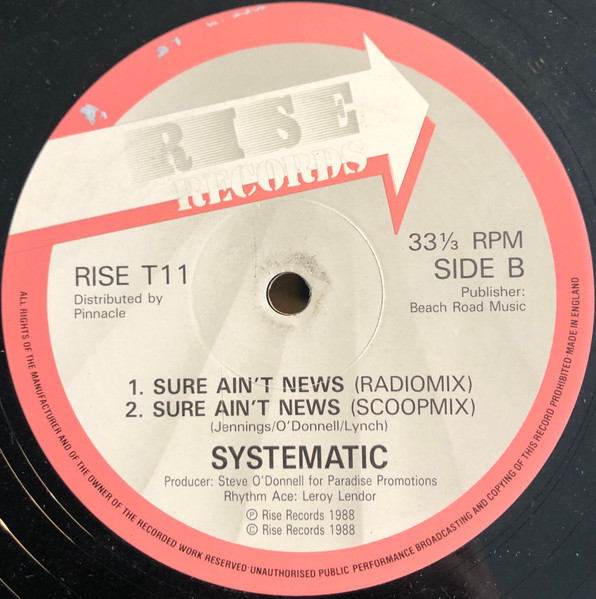 RISE
RECORDS
33⅓ RPM
RISE T11
SIDE B
Distributed by
Pinnacle
Publisher:
Beach Road Music
1. SURE AIN'T NEWS (RADIOMIX)
2. SURE AIN'T NEWS (SCOOPMIX)
(Jennings/O'Donnell/Lynch)
SYSTEMATIC
Producer: Steve O'Donnell for Paradise Promotions
Rhythm Ace: Leroy Lendor
℗ Rise Records 1988
© Rise Records 1988
ALL RIGHTS OF THE MANUFACTURER AND OF THE OWNER OF THE RECORDED WORK RESERVED·UNAUTHORISED PUBLIC PERFORMANCE BROADCASTING AND COPYING OF THIS RECORD PROHIBITED·MADE IN ENGLAND